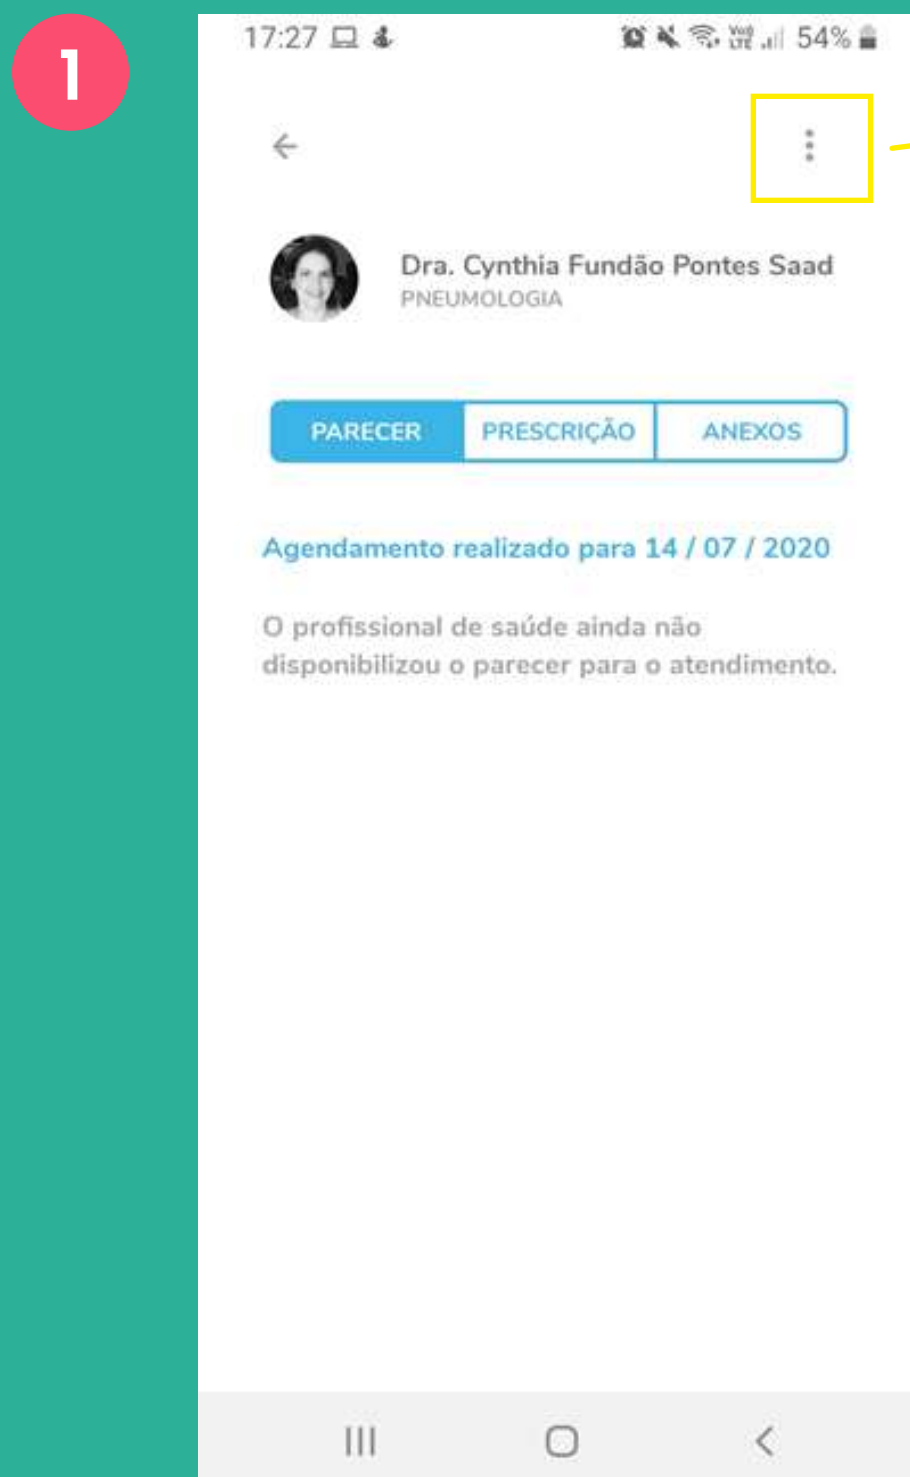 1
17:27
54%
Dra. Cynthia Fundão Pontes Saad
PNEUMOLOGIA
PARECER PRESCRIÇÃO ANEXOS
Agendamento realizado para 14 / 07 / 2020
O profissional de saúde ainda não
disponibilizou o parecer para o atendimento.